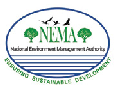 NEMA
National Environment Management Authority
ENSURING SUSTAINABLE DEVELOPMENT